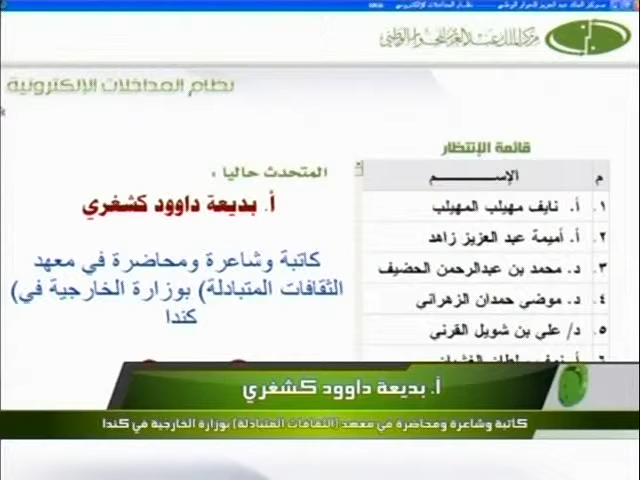 مركز الملك عبد العزيز للحوار الوطني
نظام المداخلات الإلكترونية
قائمة الإنتظار
م الإســـــم
١. أ. نايف مهيلب المهيلب
٢. أ. أميمة عبد العزيز زاهد
٣. د. محمد بن عبدالرحمن الحضيف
٤. د. موضي حمدان الزهراني
٥. د/ علي بن شويل القرني
المتحدث حاليا :
أ. بديعة داوود كشغري
كاتبة وشاعرة ومحاضرة في معهد
الثقافات المتبادلة) بوزارة الخارجية في)
كندا
أ. بديعة داوود كشغري
كاتبة وشاعرة ومحاضرة في معهد (الثقافات المتبادلة) بوزارة الخارجية في كندا